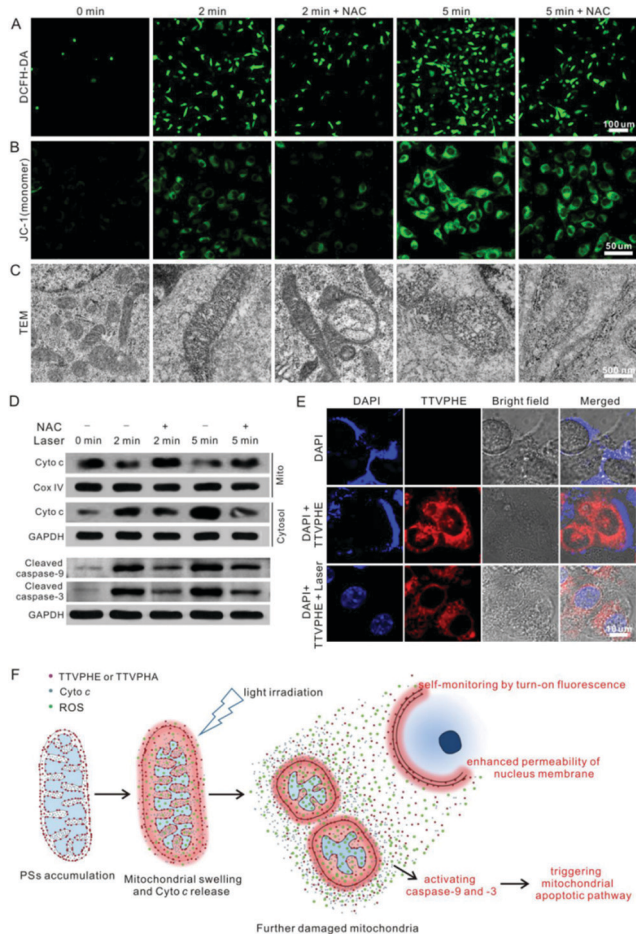 0 min 2 min 2 min + NAC 5 min 5 min + NAC
A
DCFH-DA
100 um
B
JC-1(monomer)
50 um
C
TEM
500 nm
D
NAC − − + − +
Laser 0 min 2 min 2 min 5 min 5 min
Cyto c
Cox IV
Mito
Cyto c
GAPDH
Cytosol
Cleaved
caspase-9
Cleaved
caspase-3
GAPDH
E
DAPI TTVPHE Bright field Merged
DAPI
DAPI +
TTVPHE
DAPI+
TTVPHE + Laser
10 um
F
TTVPHE or TTVPHA
Cyto c
ROS
light irradiation
self-monitoring by turn-on fluorescence
enhanced permeability of
nucleus membrane
PSs accumulation
Mitochondrial swelling
and Cyto c release
Further damaged mitochondria
activating
caspase-9 and -3
triggering
mitochondrial
apoptotic pathway